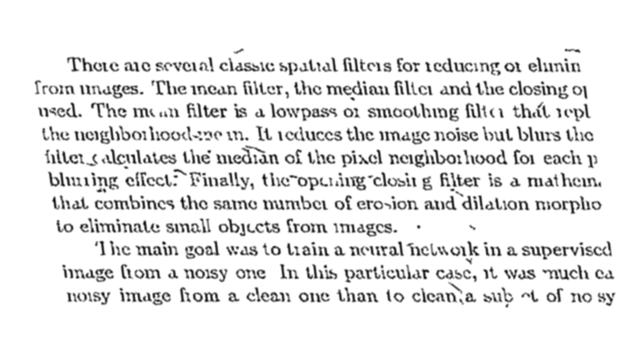 There are several classic spatial filters for reducing or elimin
from images. The mean filter, the median filter and the closing op
used. The mean filter is a lowpass or smoothing filter that repl
the neighborhood mean. It reduces the image noise but blurs the
filter calculates the median of the pixel neighborhood for each p
blurring effect. Finally, the opening closing filter is a mathem
that combines the same number of erosion and dilation morpho
to eliminate small objects from images.
The main goal was to train a neural network in a supervised
image from a noisy one In this particular case, it was much ea
noisy image from a clean one than to clean a subset of noisy